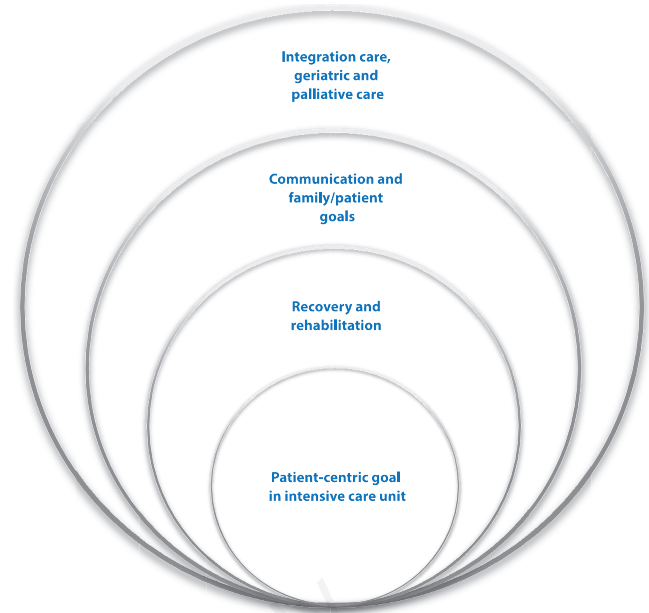 Integration care,
geriatric and
palliative care
Communication and
family/patient
goals
Recovery and
rehabilitation
Patient-centric goal
in intensive care unit